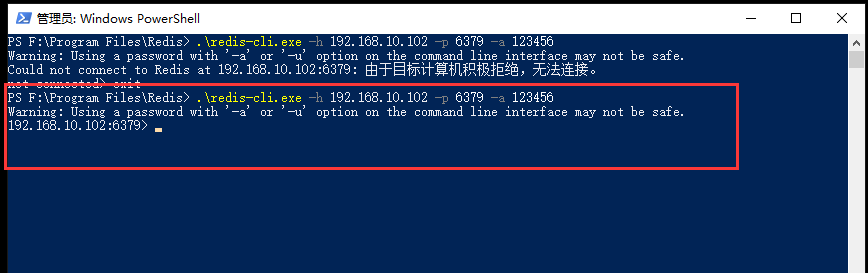 管理员: Windows PowerShell
PS F:\Program Files\Redis> .\redis-cli.exe -h 192.168.10.102 -p 6379 -a 123456
Warning: Using a password with '-a' or '-u' option on the command line interface may not be safe.
Could not connect to Redis at 192.168.10.102:6379: 由于目标计算机积极拒绝，无法连接。
not connected> exit
PS F:\Program Files\Redis> .\redis-cli.exe -h 192.168.10.102 -p 6379 -a 123456
Warning: Using a password with '-a' or '-u' option on the command line interface may not be safe.
192.168.10.102:6379>